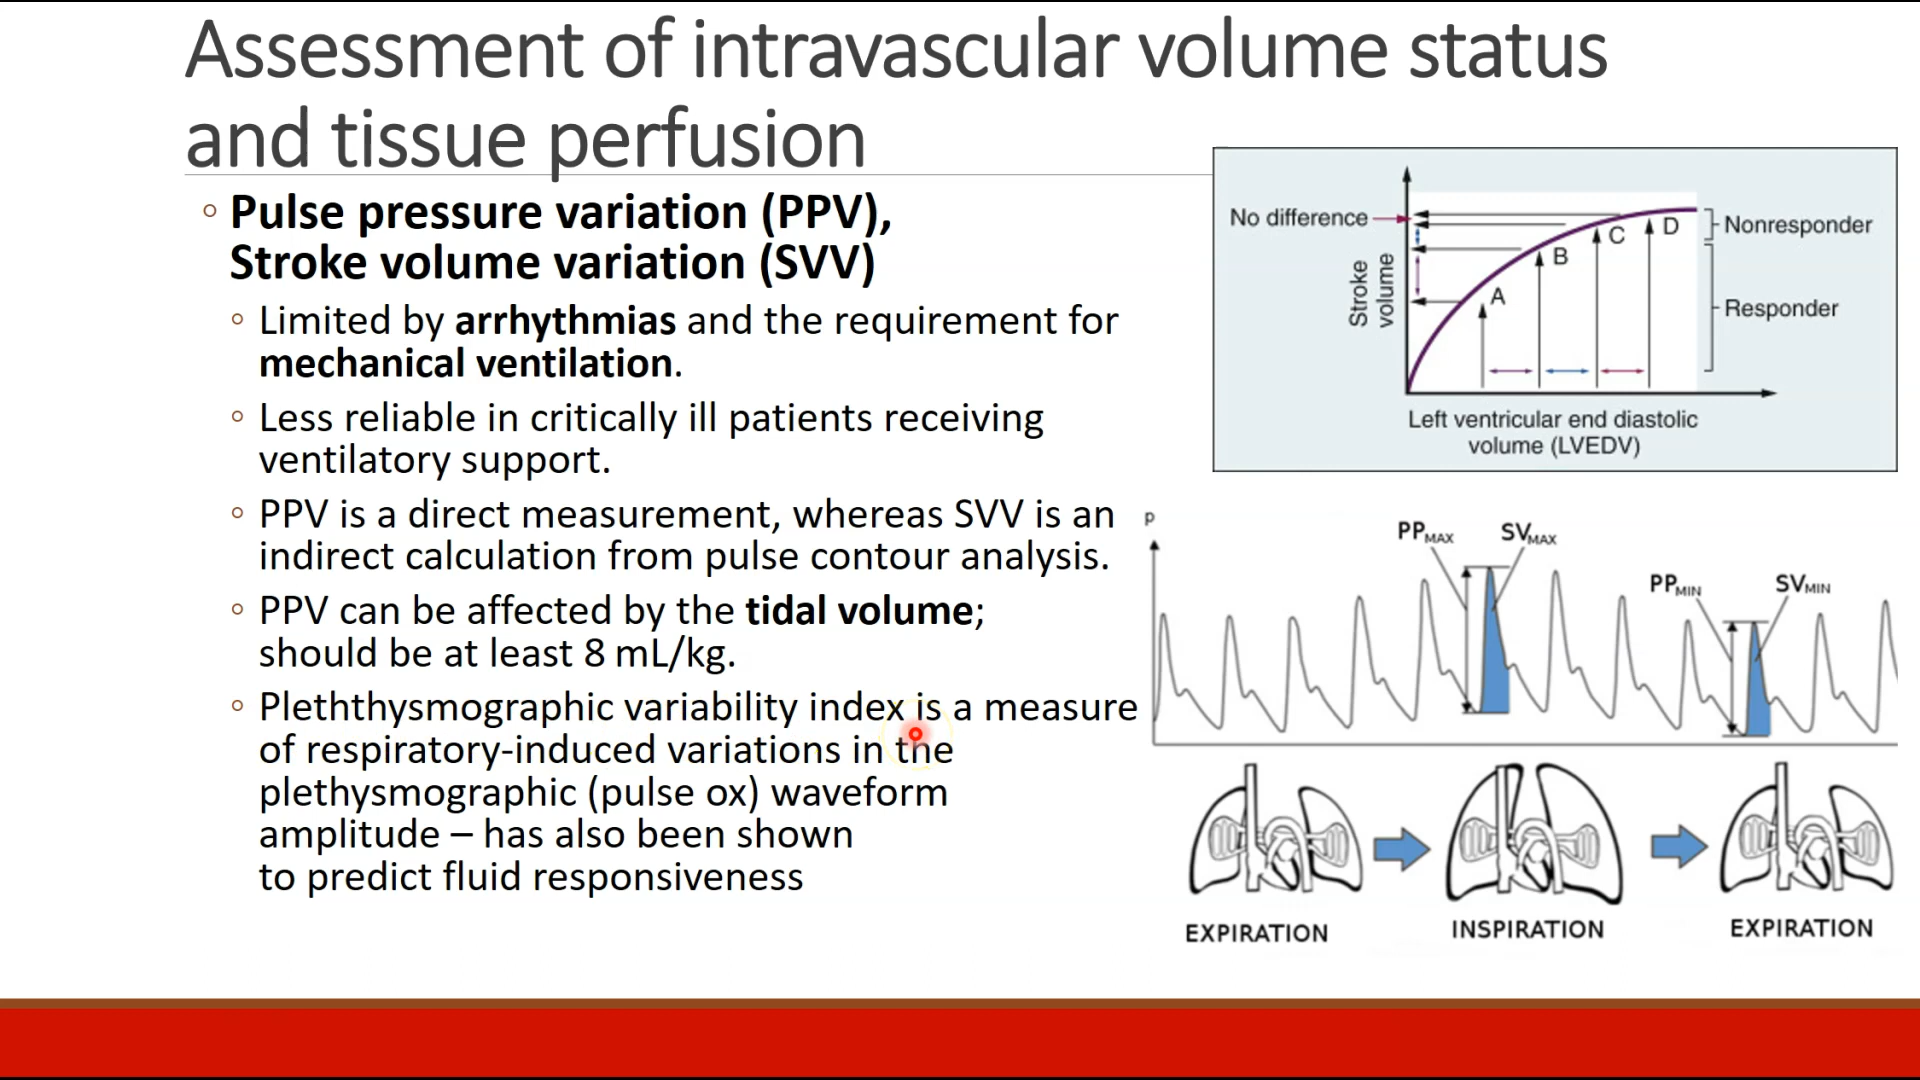 Assessment of intravascular volume status
and tissue perfusion
◦ Pulse pressure variation (PPV),
Stroke volume variation (SVV)
◦ Limited by arrhythmias and the requirement for
mechanical ventilation.
◦ Less reliable in critically ill patients receiving
ventilatory support.
◦ PPV is a direct measurement, whereas SVV is an
indirect calculation from pulse contour analysis.
◦ PPV can be affected by the tidal volume;
should be at least 8 mL/kg.
◦ Pleththysmographic variability index is a measure
of respiratory-induced variations in the
plethysmographic (pulse ox) waveform
amplitude – has also been shown
to predict fluid responsiveness
No difference
Stroke
volume
A
B
C
D
Nonresponder
Responder
Left ventricular end diastolic
volume (LVEDV)
p
PPMAX
SVMAX
PPMIN
SVMIN
EXPIRATION
INSPIRATION
EXPIRATION